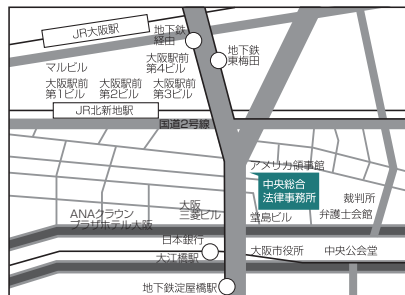 JR大阪駅
地下鉄
経田
地下鉄
東梅田
マルビル
大阪駅前
第4ビル
大阪駅前
第1ビル
大阪駅前
第2ビル
大阪駅前
第3ビル
JR北新地駅
国道2号線
アメリカ領事館
中央総合
法律事務所
裁判所
弁護士会館
大阪
三菱ビル
堂島ビル
ANAクラウン
プラザホテル大阪
日本銀行
大江橋駅
大阪市役所
中央公会堂
地下鉄淀屋橋駅